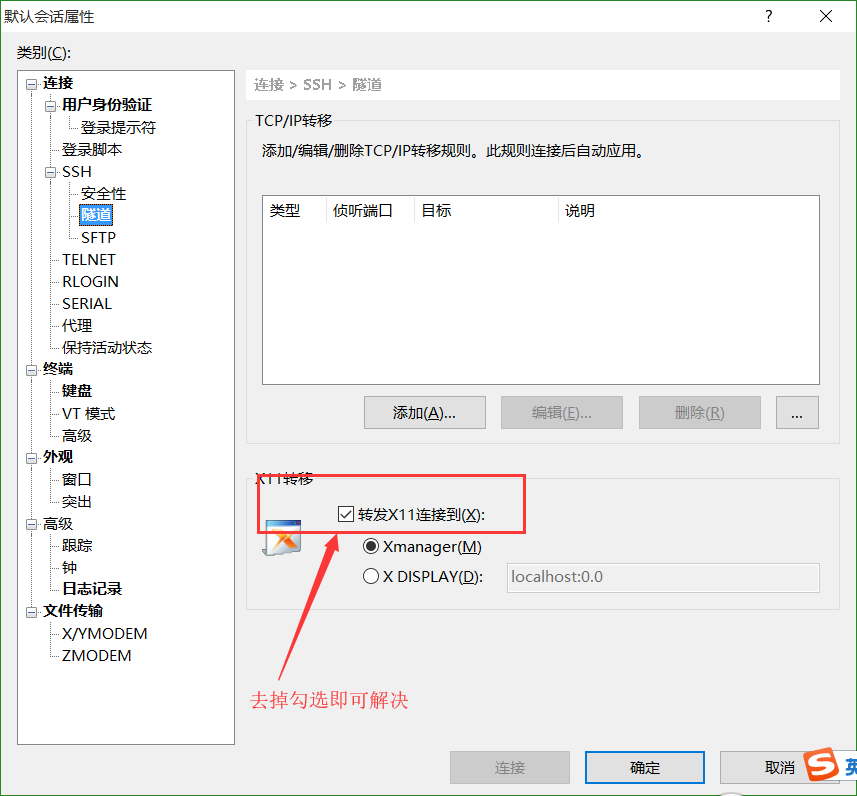 默认会话属性
?
类别(C):
连接
用户身份验证
登录提示符
登录脚本
SSH
安全性
隧道
SFTP
TELNET
RLOGIN
SERIAL
代理
保持活动状态
终端
键盘
VT 模式
高级
外观
窗口
突出
高级
跟踪
钟
日志记录
文件传输
X/YMODEM
ZMODEM
连接 > SSH > 隧道
TCP/IP转移
添加/编辑/删除TCP/IP转移规则。此规则连接后自动应用。
类型 侦听端口 目标 说明
添加(A)... 编辑(E)... 删除(R) ...
X11转移
转发X11连接到(X):
Xmanager(M)
X DISPLAY(D): localhost:0.0
去掉勾选即可解决
连接 确定 取消
英